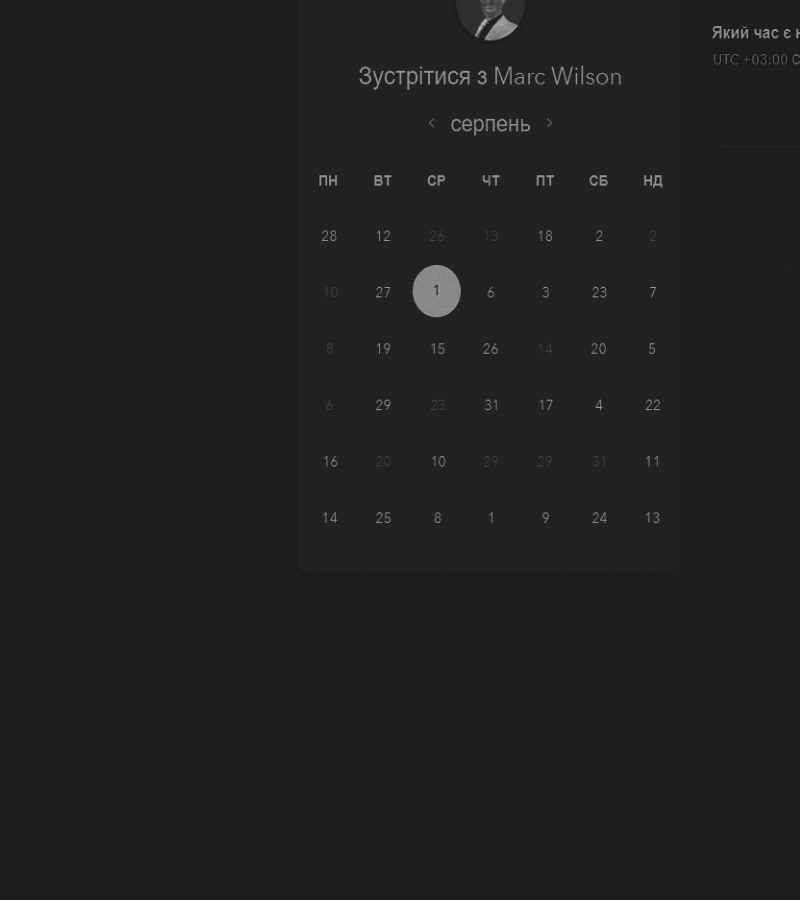 Який час є
UTC +03:00
Зустрітися з Marc Wilson
‹ серпень ›
ПН ВТ СР ЧТ ПТ СБ НД
28 12 26 13 18 2 2
10 27 1 6 3 23 7
8 19 15 26 14 20 5
6 29 23 31 17 4 22
16 20 10 29 29 31 11
14 25 8 1 9 24 13